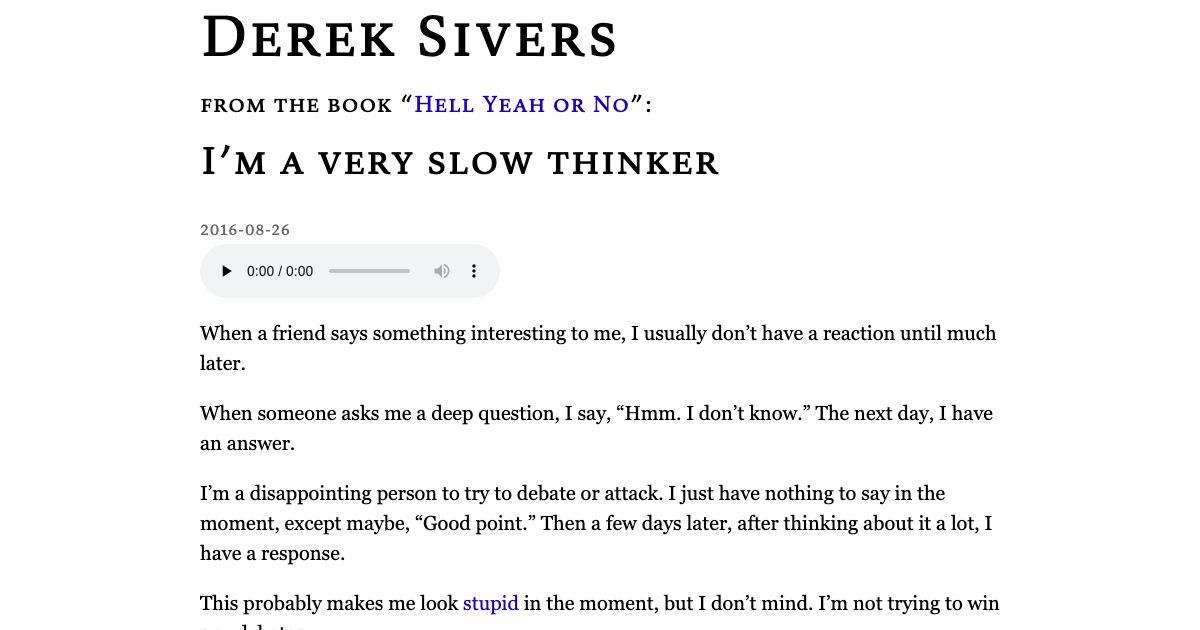 Derek Sivers
from the book “Hell Yeah or No”:
I’m a very slow thinker
2016-08-26
0:00 / 0:00
When a friend says something interesting to me, I usually don’t have a reaction until much
later.
When someone asks me a deep question, I say, “Hmm. I don’t know.” The next day, I have
an answer.
I’m a disappointing person to try to debate or attack. I just have nothing to say in the
moment, except maybe, “Good point.” Then a few days later, after thinking about it a lot, I
have a response.
This probably makes me look stupid in the moment, but I don’t mind. I’m not trying to win